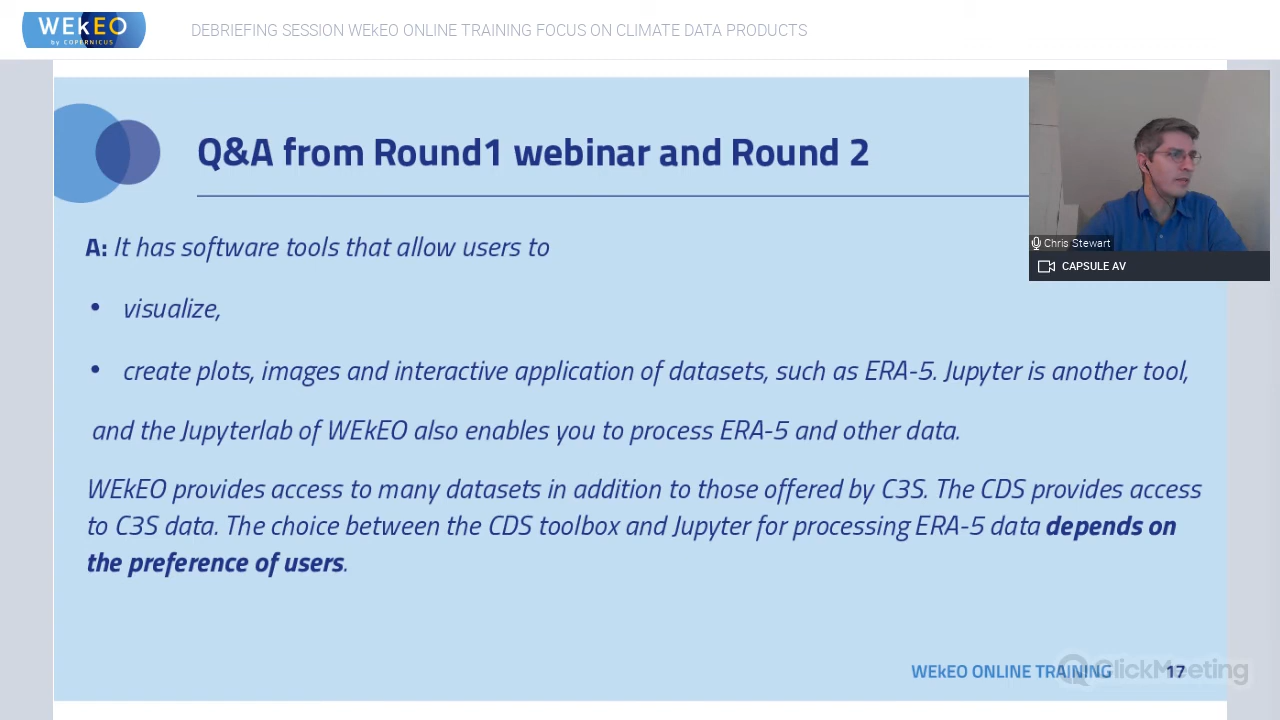 WEkEO
by COPERNICUS
DEBRIEFING SESSION WEkEO ONLINE TRAINING FOCUS ON CLIMATE DATA PRODUCTS
Q&A from Round1 webinar and Round 2
Chris Stewart
CAPSULE AV
A: It has software tools that allow users to
• visualize,
• create plots, images and interactive application of datasets, such as ERA-5. Jupyter is another tool,
and the Jupyterlab of WEkEO also enables you to process ERA-5 and other data.
WEkEO provides access to many datasets in addition to those offered by C3S. The CDS provides access
to C3S data. The choice between the CDS toolbox and Jupyter for processing ERA-5 data depends on
the preference of users.
WEkEO ONLINE TRAINING 17
ClickMeeting